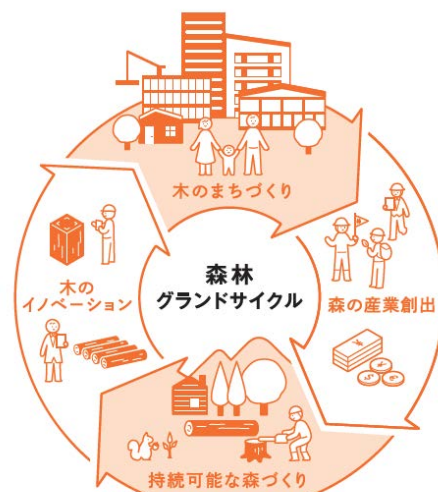 木のまちづくり
森林
グランドサイクル
木の
イノベーション
森の産業創出
持続可能な森づくり